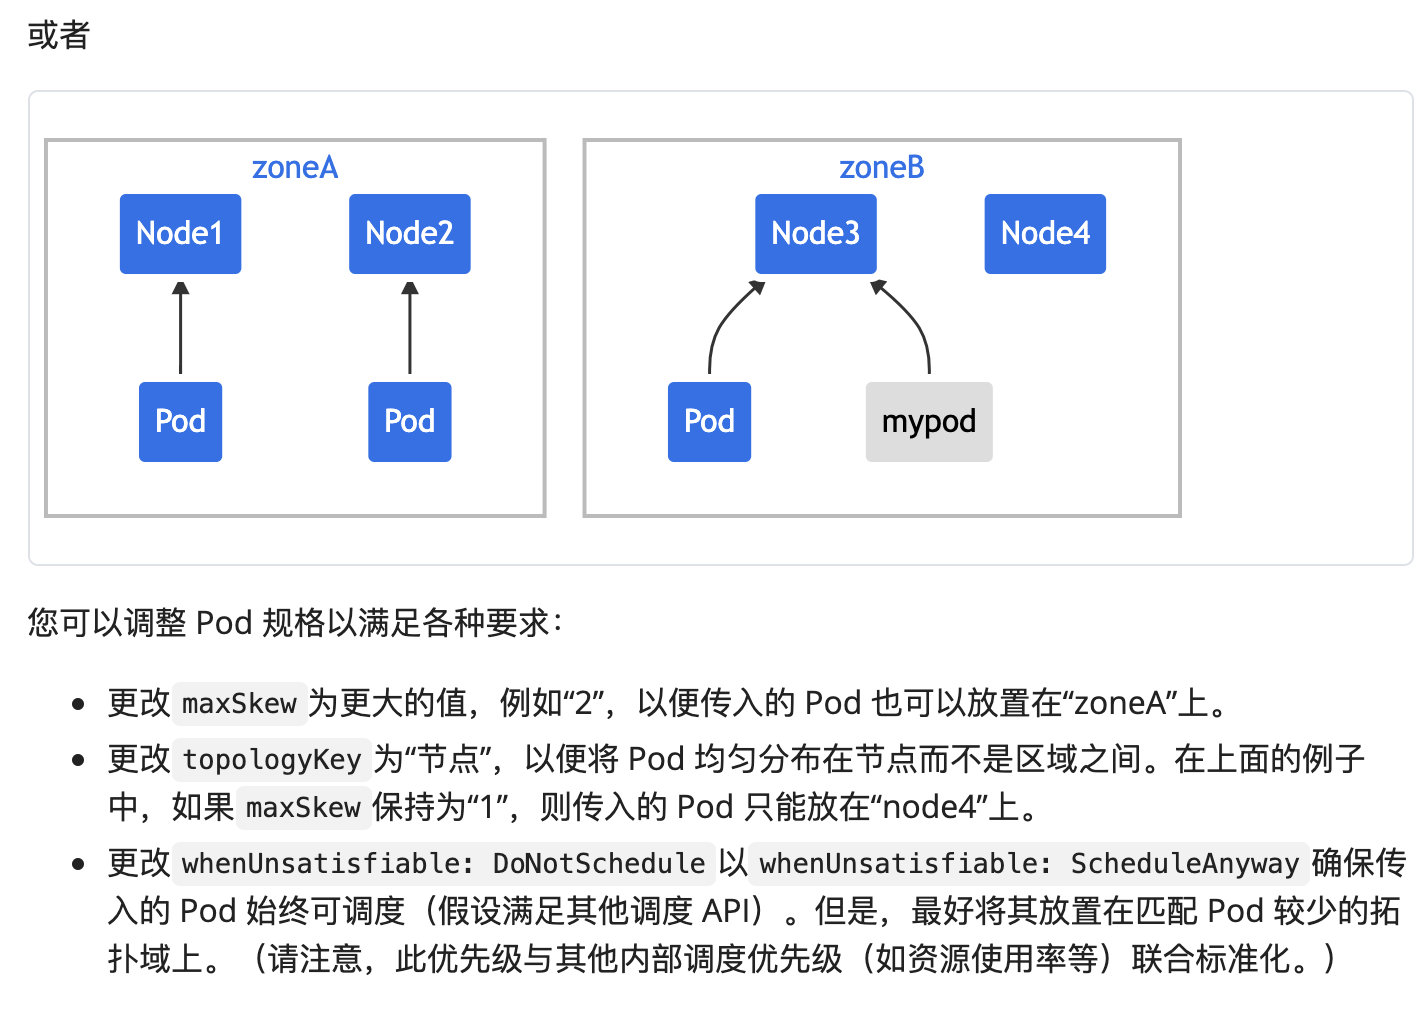 或者
zoneA
zoneB
Node1
Node2
Node3
Node4
Pod
Pod
Pod
mypod
您可以调整 Pod 规格以满足各种要求：
• 更改 maxSkew 为更大的值，例如“2”，以便传入的 Pod 也可以放置在“zoneA”上。
• 更改 topologyKey 为“节点”，以便将 Pod 均匀分布在节点而不是区域之间。在上面的例子
中，如果 maxSkew 保持为“1”，则传入的 Pod 只能放在“node4”上。
• 更改 whenUnsatisfiable: DoNotSchedule 以 whenUnsatisfiable: ScheduleAnyway 确保传
入的 Pod 始终可调度（假设满足其他调度 API）。但是，最好将其放置在匹配 Pod 较少的拓
扑域上。（请注意，此优先级与其他内部调度优先级（如资源使用率等）联合标准化。）